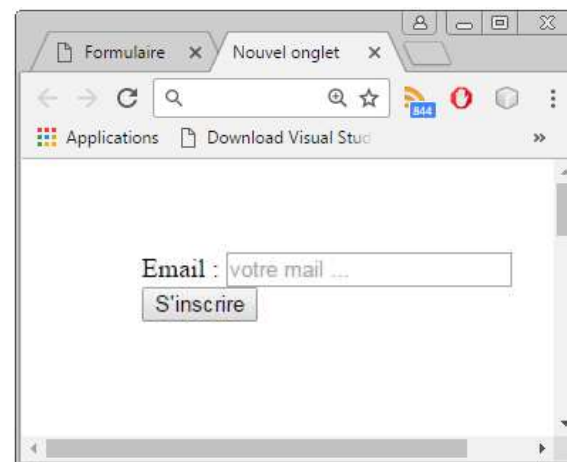 Formulaire
Nouvel onglet
844
Applications
Download Visual Stud
»
Email : votre mail ...
S'inscrire